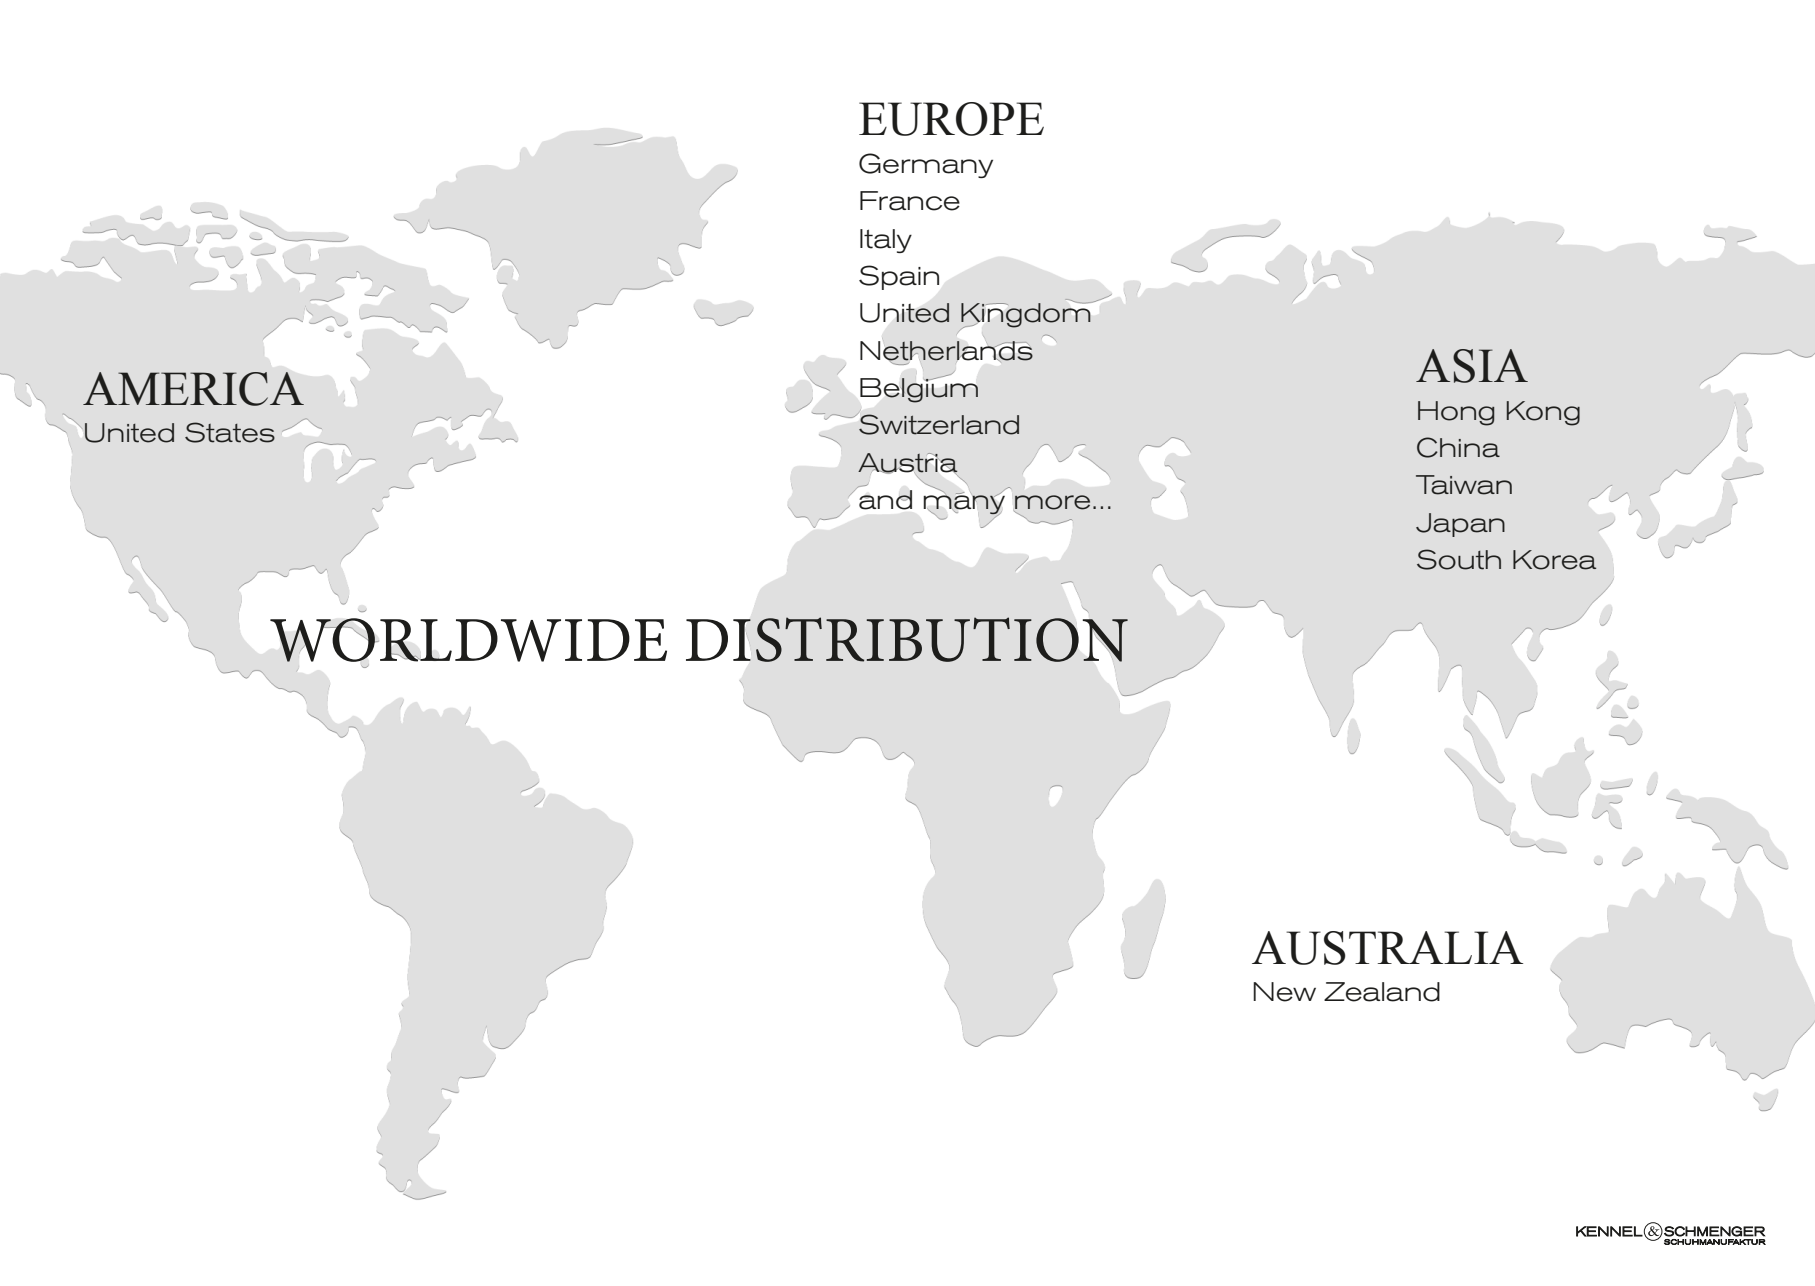 EUROPE
Germany
France
Italy
Spain
United Kingdom
Netherlands
Belgium
Switzerland
Austria
and many more...
AMERICA
United States
ASIA
Hong Kong
China
Taiwan
Japan
South Korea
WORLDWIDE DISTRIBUTION
AUSTRALIA
New Zealand
KENNEL & SCHMENGER
SCHUHMANUFAKTUR